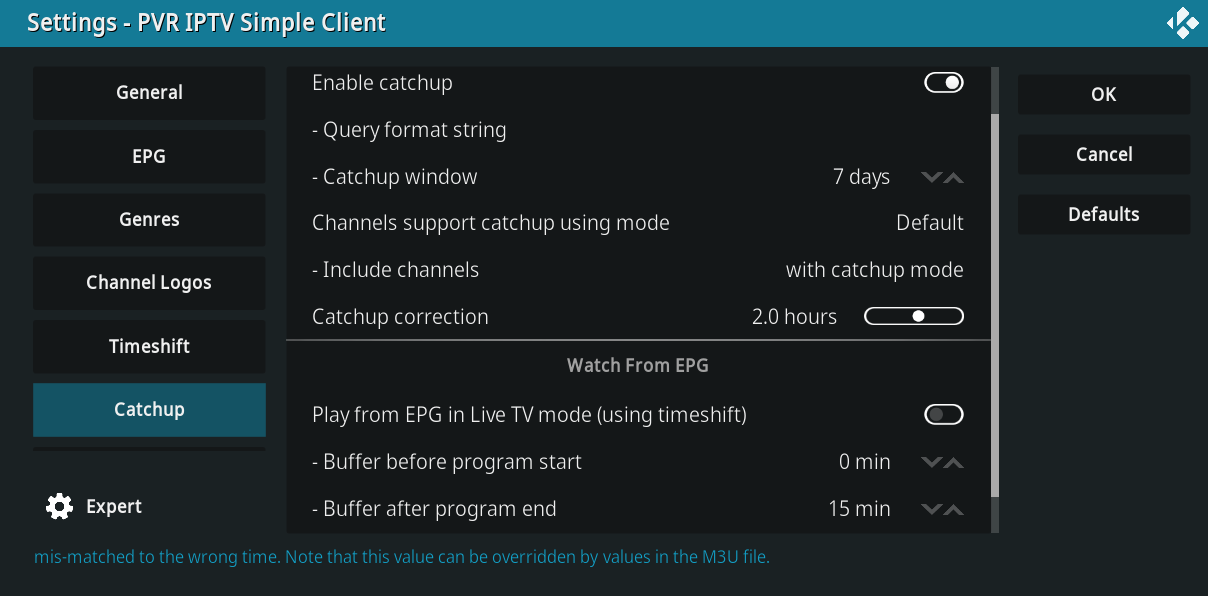 Settings - PVR IPTV Simple Client
General
EPG
Genres
Channel Logos
Timeshift
Catchup
Expert
Enable catchup
- Query format string
- Catchup window 7 days
Channels support catchup using mode Default
- Include channels with catchup mode
Catchup correction 2.0 hours
Watch From EPG
Play from EPG in Live TV mode (using timeshift)
- Buffer before program start 0 min
- Buffer after program end 15 min
OK
Cancel
Defaults
mis-matched to the wrong time. Note that this value can be overridden by values in the M3U file.